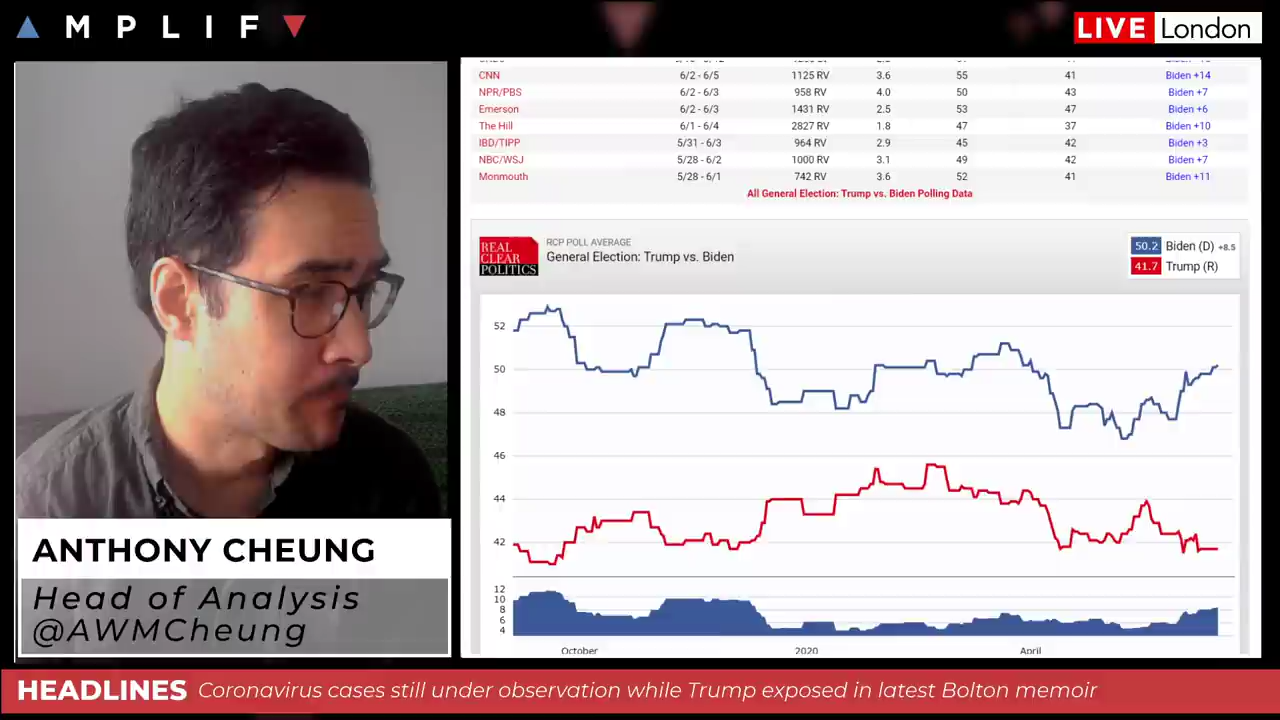 MPLIF
LIVE London
CNN 6/2 - 6/5 1125 RV 3.6 55 41 Biden +14
NPR/PBS 6/2 - 6/3 958 RV 4.0 50 43 Biden +7
Emerson 6/2 - 6/3 1431 RV 2.5 53 47 Biden +6
The Hill 6/1 - 6/4 2827 RV 1.8 47 37 Biden +10
IBD/TIPP 5/31 - 6/3 964 RV 2.9 45 42 Biden +3
NBC/WSJ 5/28 - 6/2 1000 RV 3.1 49 42 Biden +7
Monmouth 5/28 - 6/1 742 RV 3.6 52 41 Biden +11
All General Election: Trump vs. Biden Polling Data
REAL
CLEAR
POLITICS
RCP POLL AVERAGE
General Election: Trump vs. Biden
50.2 Biden (D) +8.5
41.7 Trump (R)
52
50
48
46
44
42
12
10
8
6
4
October 2020 April
ANTHONY CHEUNG
Head of Analysis
@AWMCheung
HEADLINES Coronavirus cases still under observation while Trump exposed in latest Bolton memoir